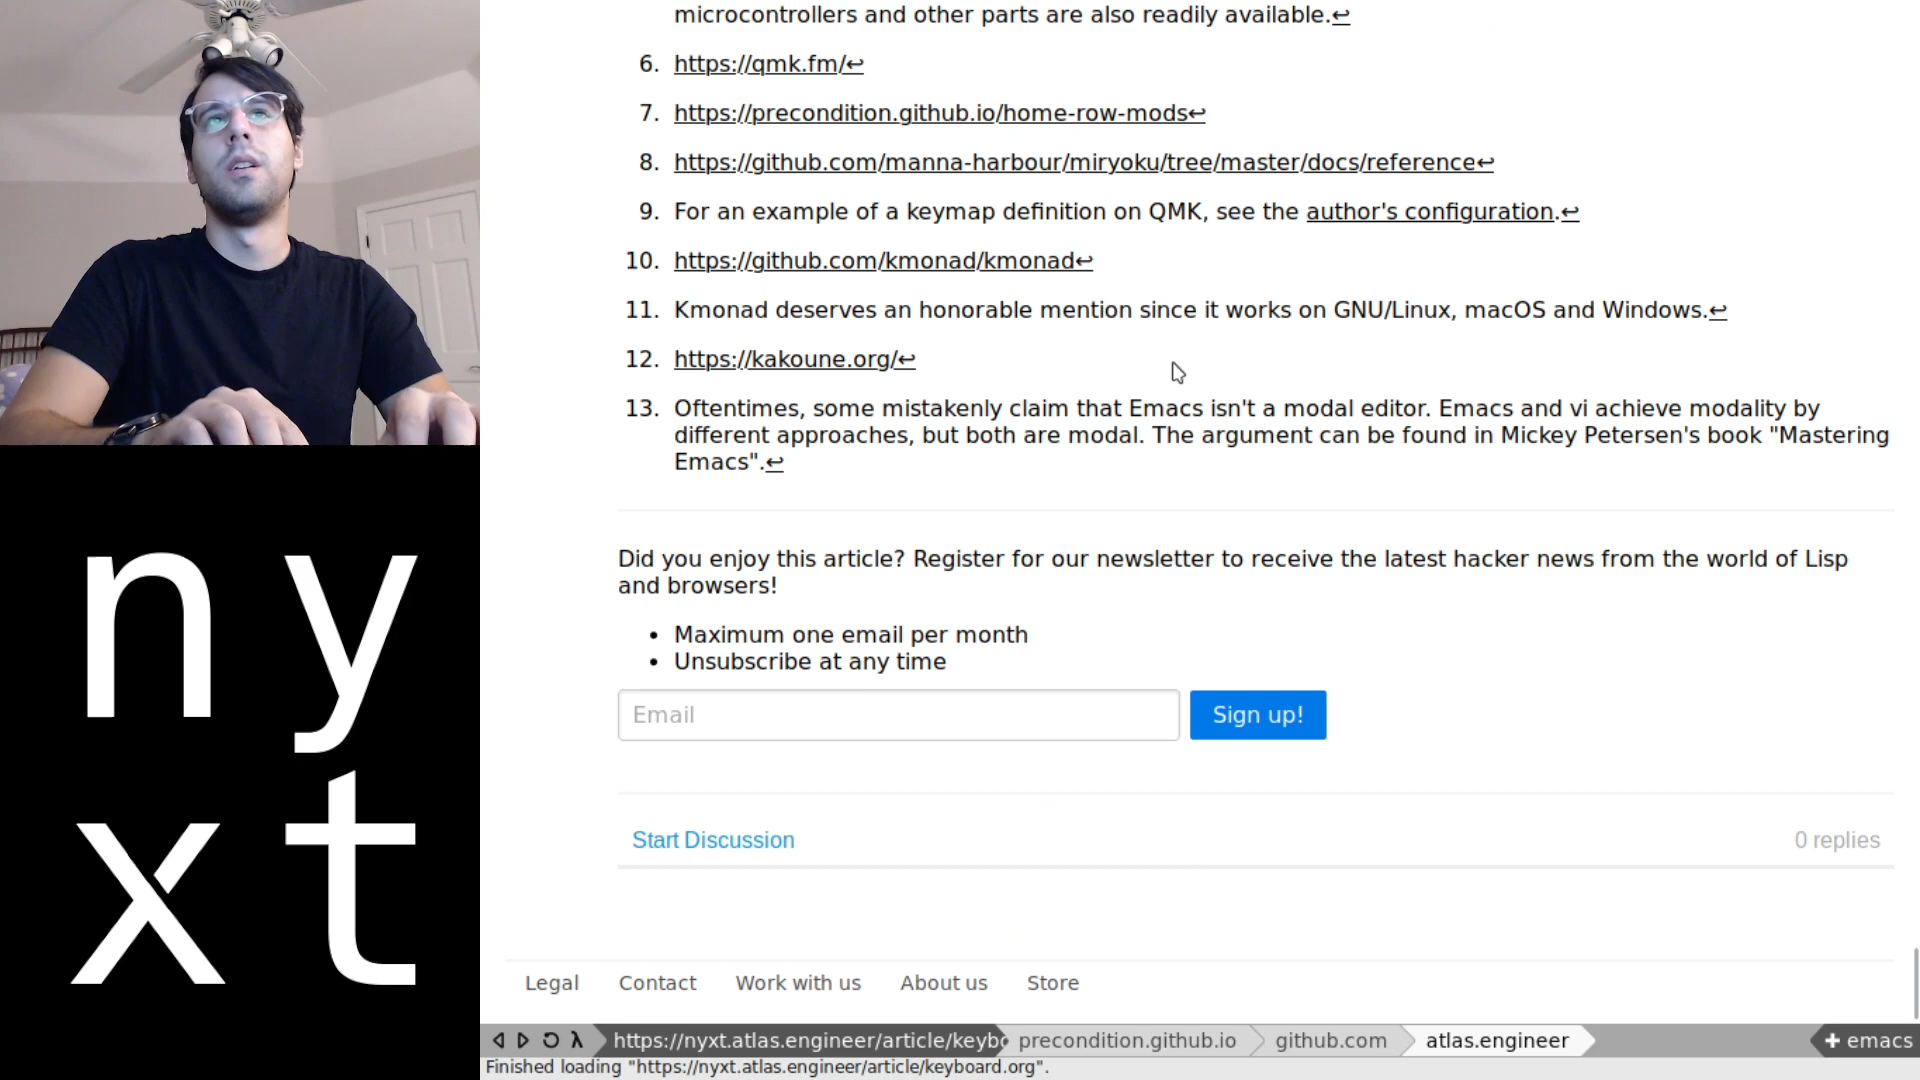 microcontrollers and other parts are also readily available.↩
6. https://qmk.fm/↩
7. https://precondition.github.io/home-row-mods↩
8. https://github.com/manna-harbour/miryoku/tree/master/docs/reference↩
9. For an example of a keymap definition on QMK, see the author's configuration.↩
10. https://github.com/kmonad/kmonad↩
11. Kmonad deserves an honorable mention since it works on GNU/Linux, macOS and Windows.↩
12. https://kakoune.org/↩
13. Oftentimes, some mistakenly claim that Emacs isn't a modal editor. Emacs and vi achieve modality by
different approaches, but both are modal. The argument can be found in Mickey Petersen's book "Mastering
Emacs".↩
Did you enjoy this article? Register for our newsletter to receive the latest hacker news from the world of Lisp
and browsers!
• Maximum one email per month
• Unsubscribe at any time
Email
Sign up!
Start Discussion
0 replies
Legal Contact Work with us About us Store
λ https://nyxt.atlas.engineer/article/keybo precondition.github.io github.com atlas.engineer ✚ emacs
Finished loading "https://nyxt.atlas.engineer/article/keyboard.org".
ny
xt